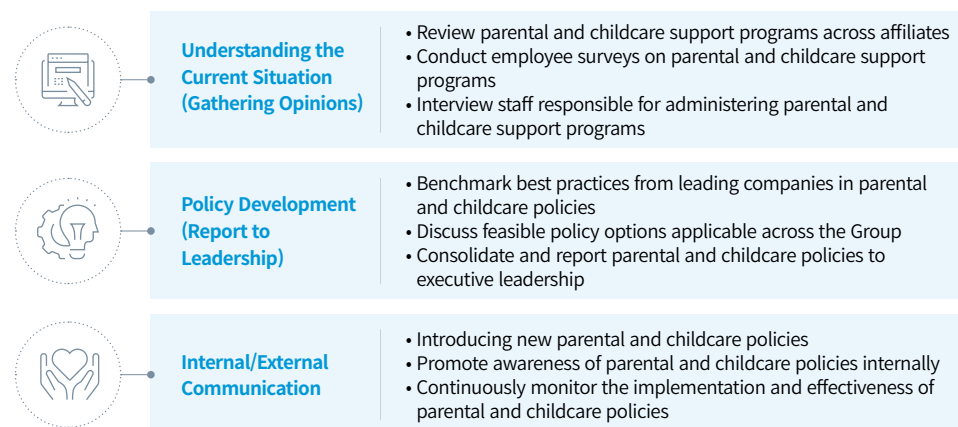 Understanding the
Current Situation
(Gathering Opinions)
• Review parental and childcare support programs across affiliates
• Conduct employee surveys on parental and childcare support
programs
• Interview staff responsible for administering parental and
childcare support programs
Policy Development
(Report to
Leadership)
• Benchmark best practices from leading companies in parental
and childcare policies
• Discuss feasible policy options applicable across the Group
• Consolidate and report parental and childcare policies to
executive leadership
Internal/External
Communication
• Introducing new parental and childcare policies
• Promote awareness of parental and childcare policies internally
• Continuously monitor the implementation and effectiveness of
parental and childcare policies